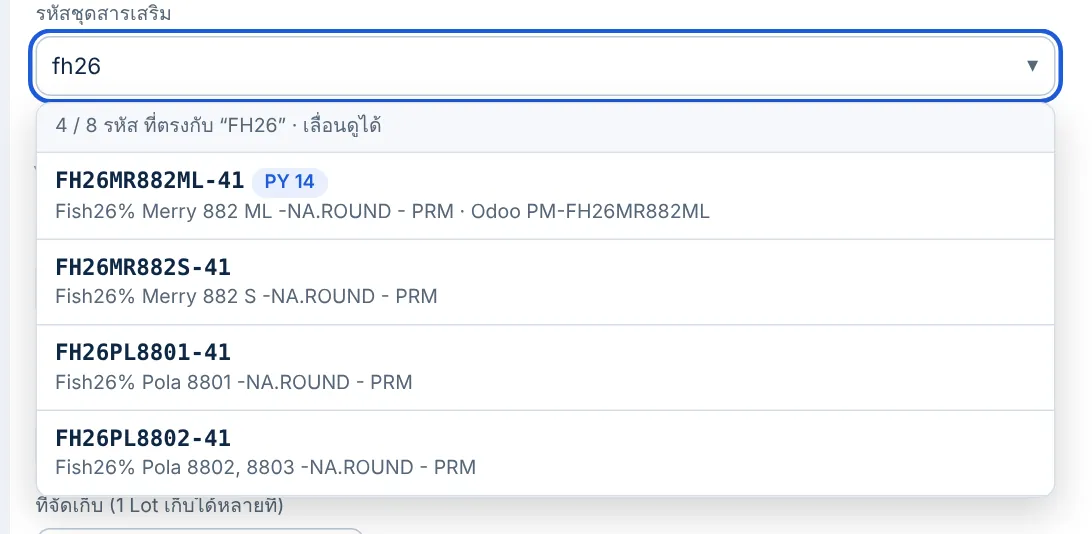 รหัสชุดสารเสริม
fh26
▼
4 / 8 รหัส ที่ตรงกับ “FH26” · เลื่อนดูได้
FH26MR882ML-41 PY 14
Fish26% Merry 882 ML -NA.ROUND - PRM · Odoo PM-FH26MR882ML
FH26MR882S-41
Fish26% Merry 882 S -NA.ROUND - PRM
FH26PL8801-41
Fish26% Pola 8801 -NA.ROUND - PRM
FH26PL8802-41
Fish26% Pola 8802, 8803 -NA.ROUND - PRM
ที่จัดเก็บ (1 Lot เก็บได้หลายที่)